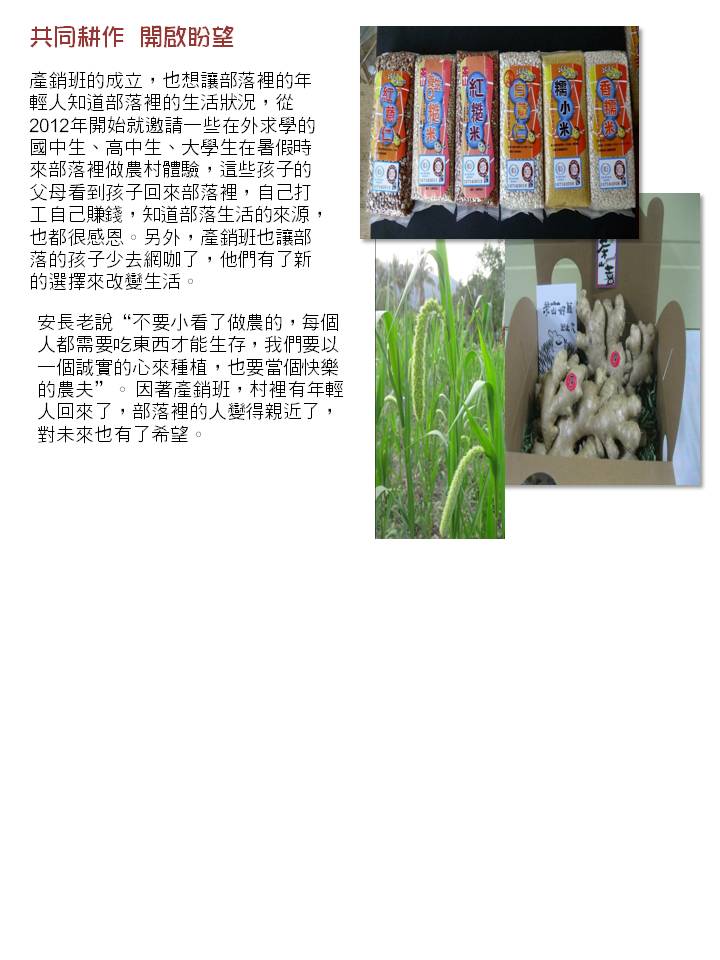 共同耕作 開啟盼望
產銷班的成立，也想讓部落裡的年
輕人知道部落裡的生活狀況，從
2012年開始就邀請一些在外求學的
國中生、高中生、大學生在暑假時
來部落裡做農村體驗，這些孩子的
父母看到孩子回來部落裡，自己打
工自己賺錢，知道部落生活的來源，
也都很感恩。另外，產銷班也讓部
落的孩子少去網咖了，他們有了新
的選擇來改變生活。
安長老說“不要小看了做農的，每個
人都需要吃東西才能生存，我們要以
一個誠實的心來種植，也要當個快樂
的農夫”。因著產銷班，村裡有年輕
人回來了，部落裡的人變得親近了，
對未來也有了希望。
紅薏仁
紅糙米
白薏仁
糯小米
香糯米